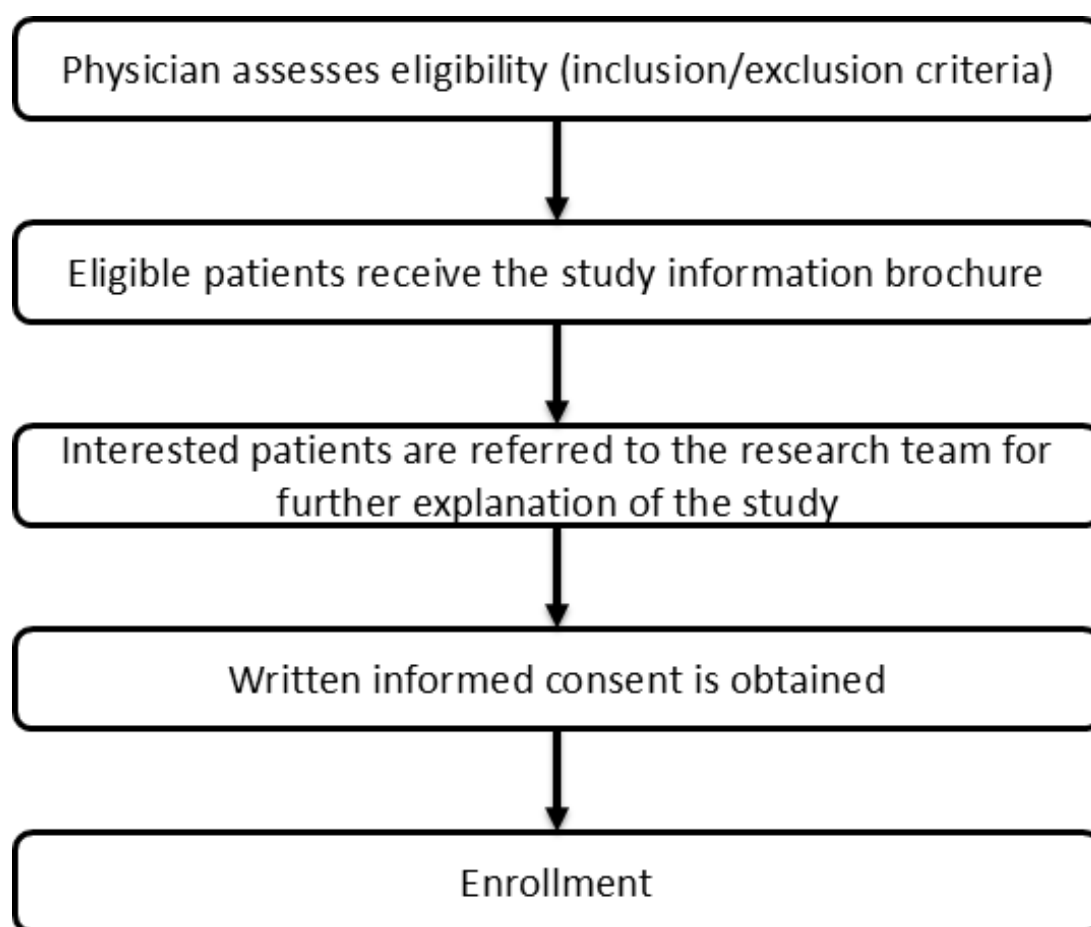 Physician assesses eligibility (inclusion/exclusion criteria)
Eligible patients receive the study information brochure
Interested patients are referred to the research team for
further explanation of the study
Written informed consent is obtained
Enrollment